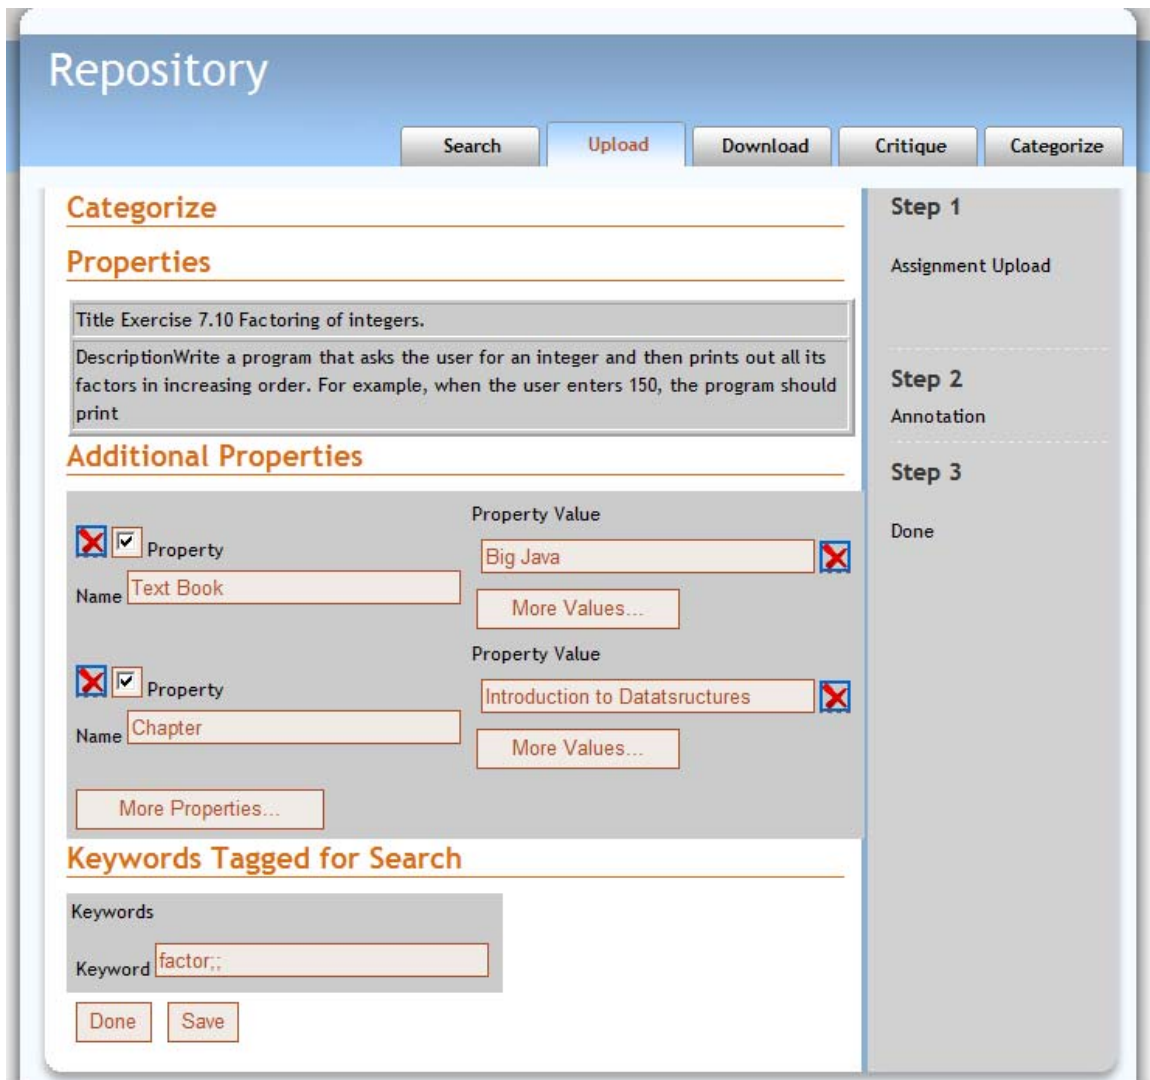 Repository
Search Upload Download Critique Categorize
Categorize
Properties
Title Exercise 7.10 Factoring of integers.
DescriptionWrite a program that asks the user for an integer and then prints out all its
factors in increasing order. For example, when the user enters 150, the program should
print
Additional Properties
Property Value
Property
Big Java
Name Text Book
More Values...
Property Value
Property
Introduction to Datatsructures
Name Chapter
More Values...
More Properties...
Keywords Tagged for Search
Keywords
Keyword factor;;
Done Save
Step 1
Assignment Upload
Step 2
Annotation
Step 3
Done